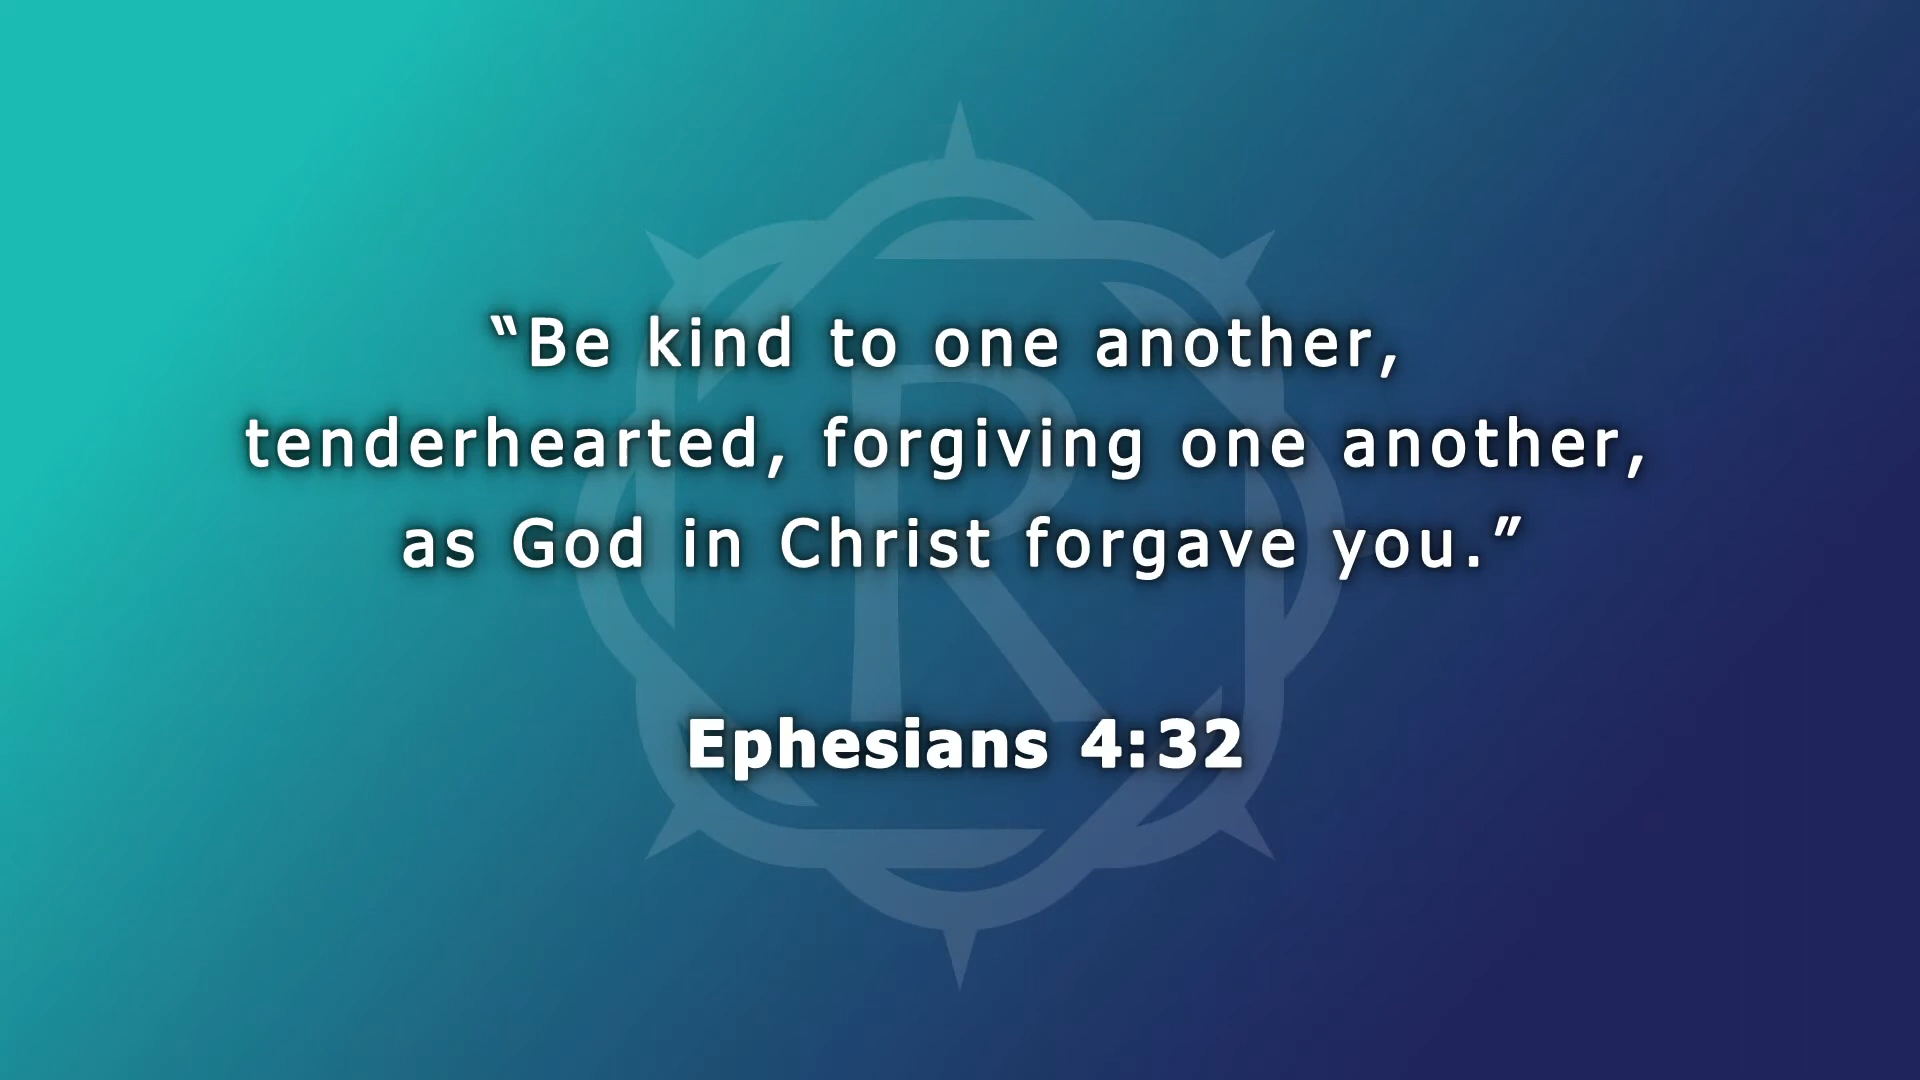 “Be kind to one another,
tenderhearted, forgiving one another,
as God in Christ forgave you.”
R
Ephesians 4:32